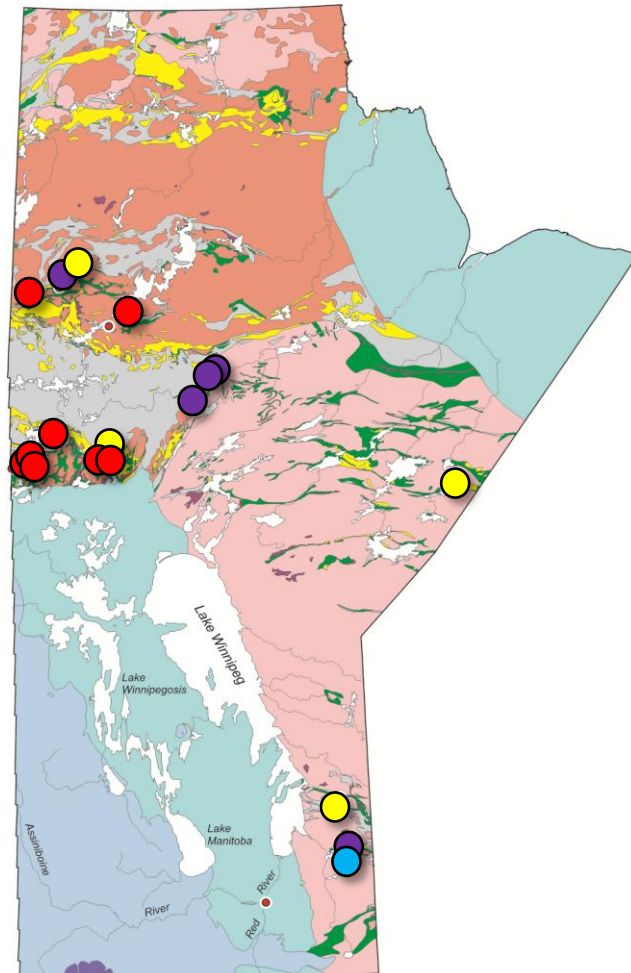 Lake Winnipeg
Lake
Winnipegosis
Lake
Manitoba
Assiniboine
River
River
Red